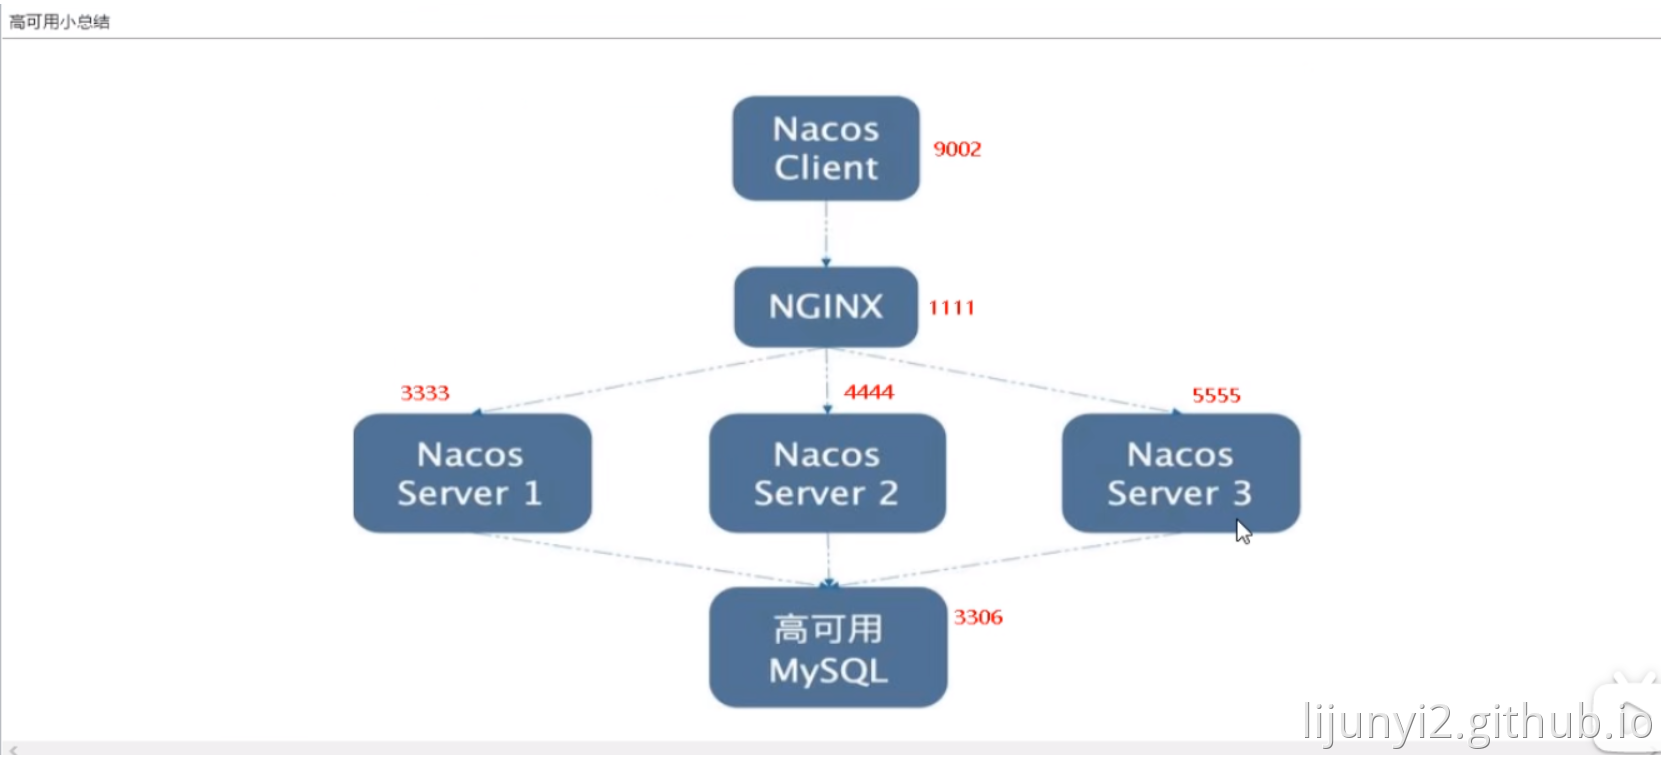 高可用小总结
Nacos
Client
9002
NGINX
1111
3333
4444
5555
Nacos
Server 1
Nacos
Server 2
Nacos
Server 3
高可用
MySQL
3306
lijunyi2.github.io